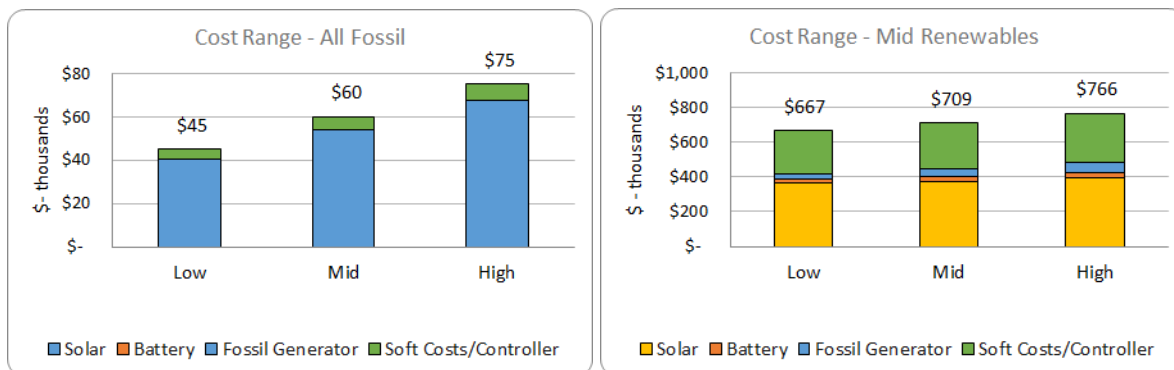 Cost Range - All Fossil
$- thousands
$80
$60
$40
$20
$-
$45
$60
$75
Low Mid High
Solar Battery Fossil Generator Soft Costs/Controller
Cost Range - Mid Renewables
$ - thousands
$1,000
$800
$600
$400
$200
$-
$667
$709
$766
Low Mid High
Solar Battery Fossil Generator Soft Costs/Controller